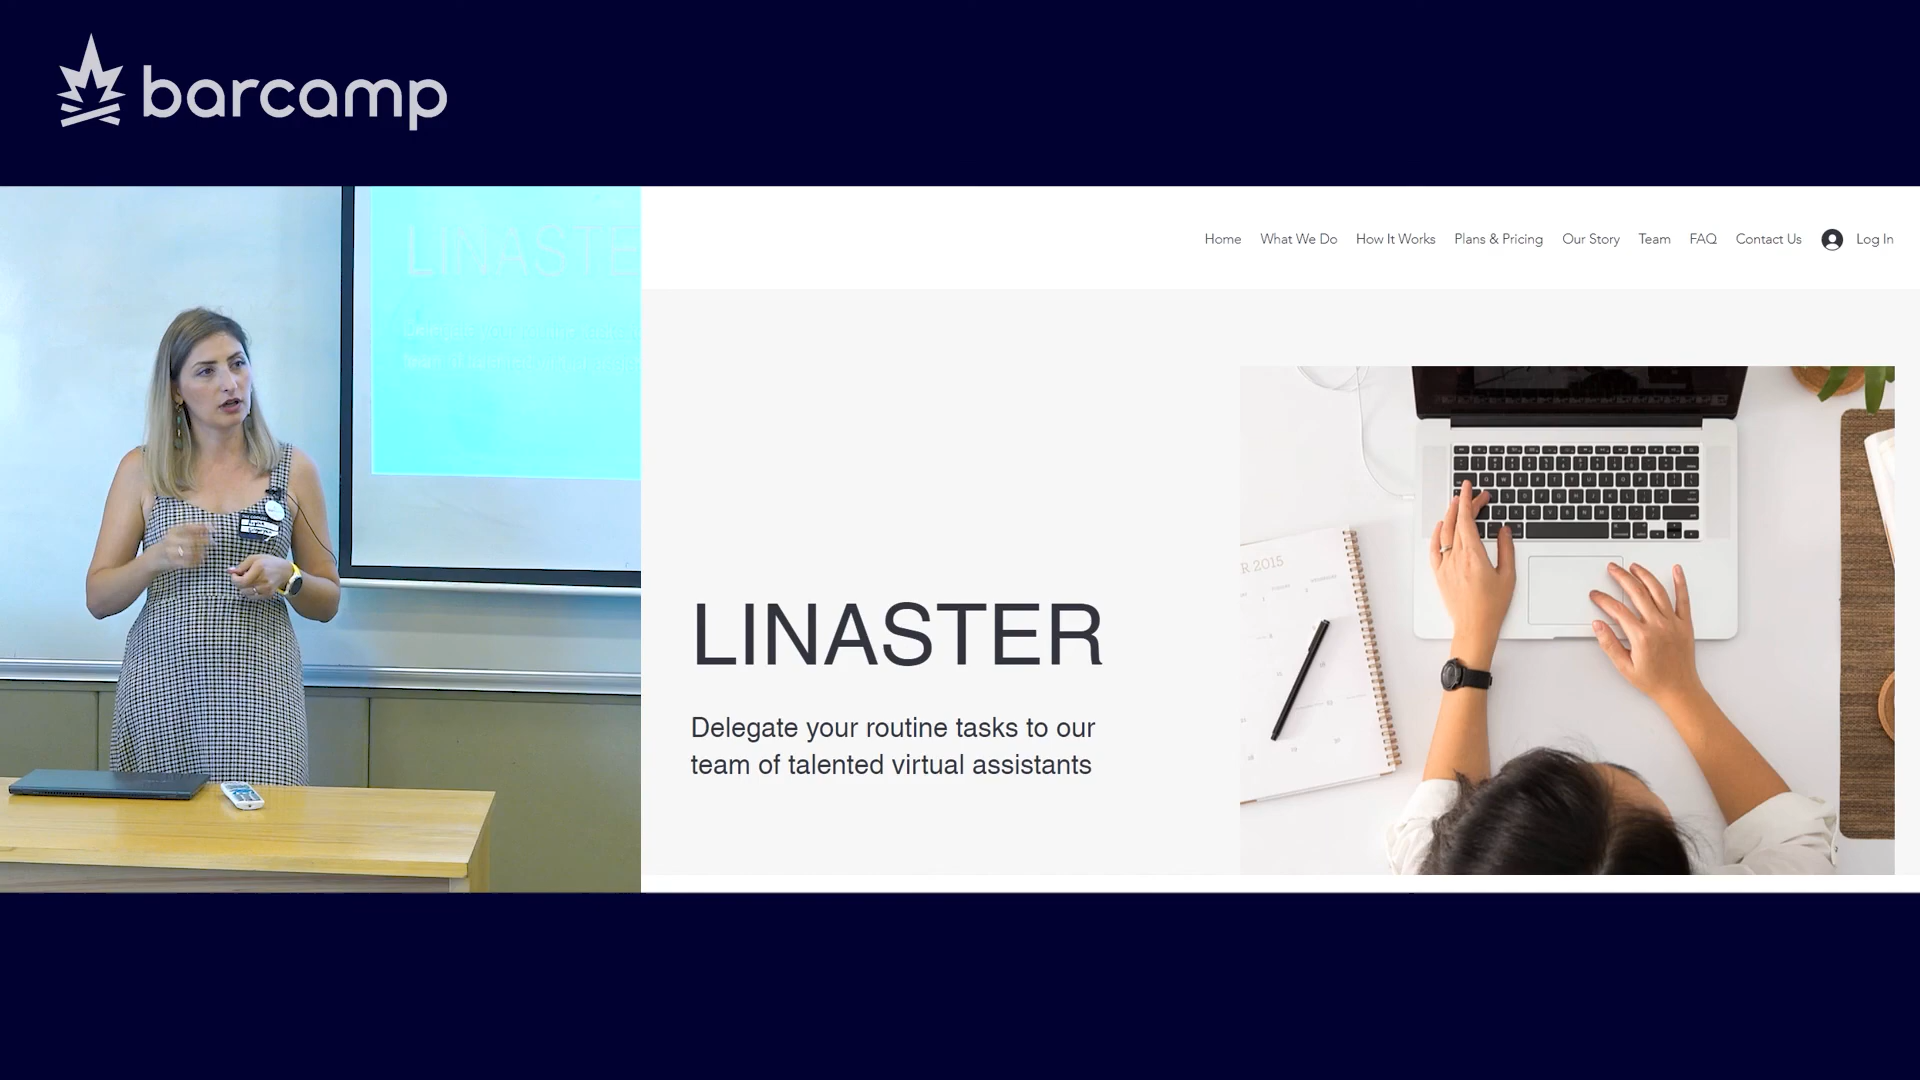 barcamp
LINASTE
Home What We Do How It Works Plans & Pricing Our Story Team FAQ Contact Us Log In
LINASTER
Delegate your routine tasks to our
team of talented virtual assistants
R 2015